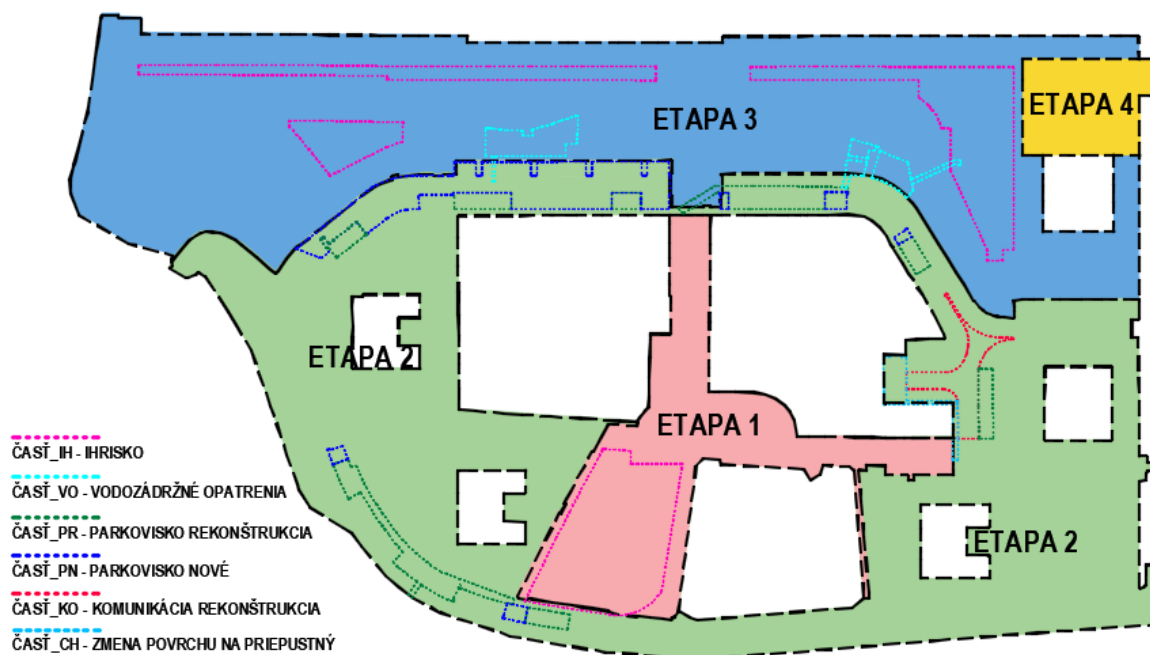 ETAPA 4
ETAPA 3
ETAPA 2
ETAPA 1
ETAPA 2
ČASŤ_IH - IHRISKO
ČASŤ_VO - VODOZÁDRŽNÉ OPATRENIA
ČASŤ_PR - PARKOVISKO REKONŠTRUKCIA
ČASŤ_PN - PARKOVISKO NOVÉ
ČASŤ_KO - KOMUNIKÁCIA REKONŠTRUKCIA
ČASŤ_CH - ZMENA POVRCHU NA PRIEPUSTNÝ